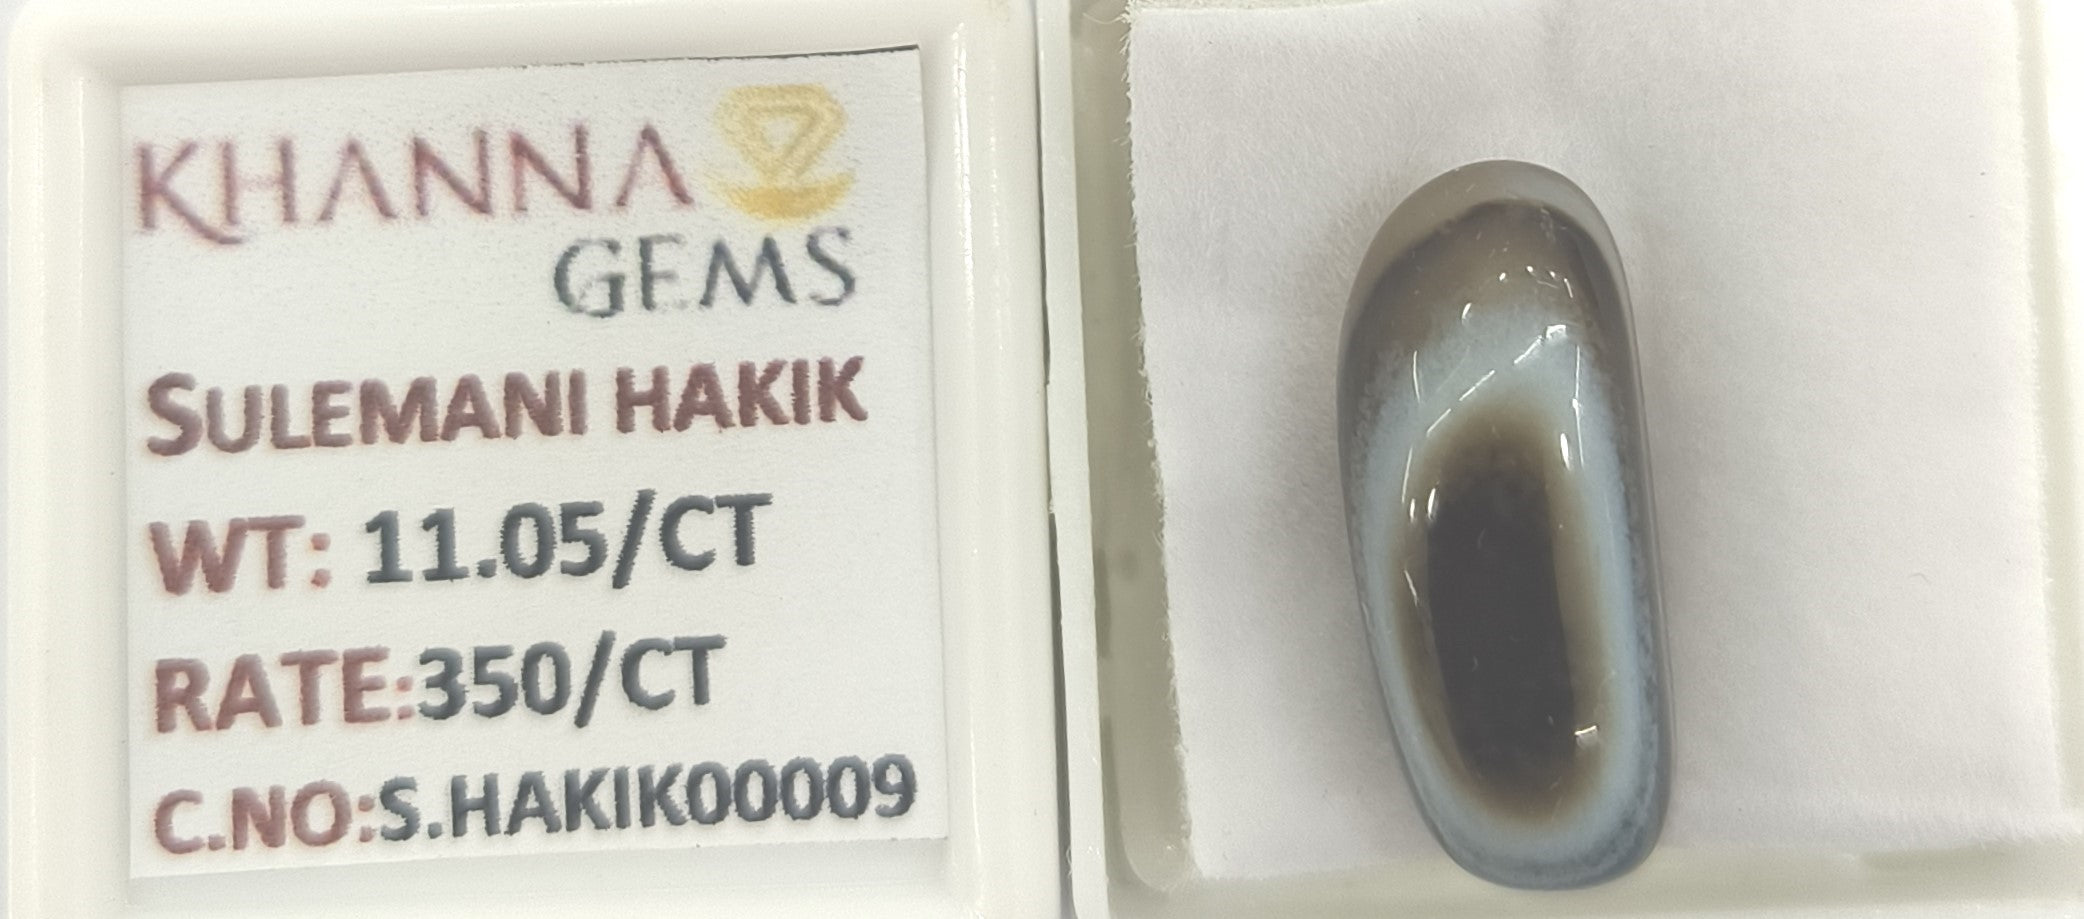 KHANNA
GEMS
SULEMANI HAKIK
WT: 11.05/CT
RATE:350/CT
C.NO:S.HAKIK00009